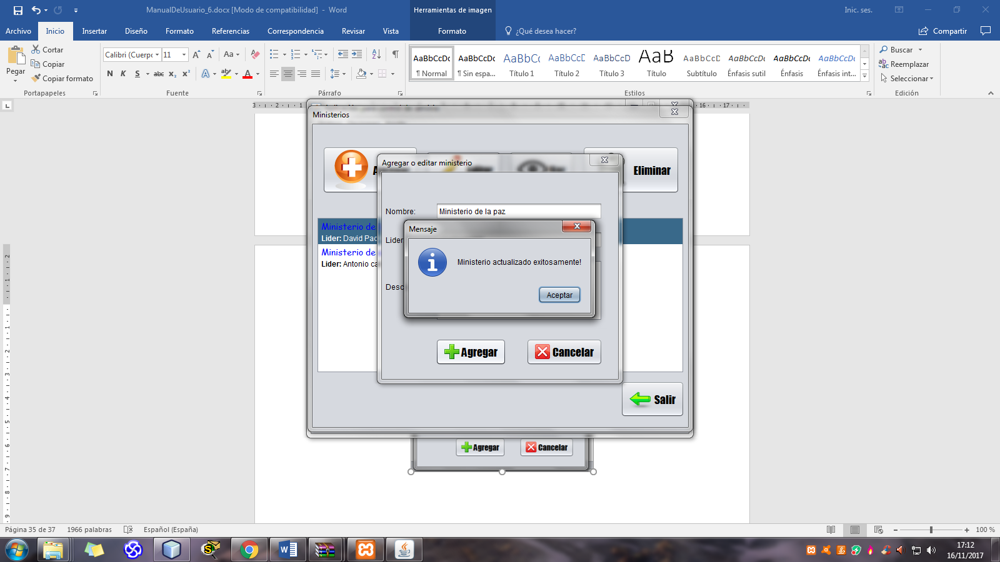 ManualDeUsuario_6.docx [Modo de compatibilidad] - Word
Herramientas de imagen
Inic. ses.
Archivo
Inicio
Insertar
Diseño
Formato
Referencias
Correspondencia
Revisar
Vista
Formato
¿Qué desea hacer?
Compartir
Pegar
Cortar
Copiar
Copiar formato
Portapapeles
Calibri (Cuerpo
11
N K S abc x₂ x²
Fuente
Párrafo
AaBbCcDc
¶ Normal
AaBbCcDc
¶ Sin espa...
AaBbCc
Título 1
AaBbCcD
Título 2
AaBbCcDc
Título 3
AaB
Título
AaBbCcD
Subtítulo
AaBbCcDc
Énfasis sutil
AaBbCcDc
Énfasis
AaBbCcDc
Énfasis int...
Estilos
Buscar
Reemplazar
Seleccionar
Edición
Ministerios
Eliminar
Agregar o editar ministerio
Nombre:
Ministerio de la paz
Ministerio de
Lider: David Pac
Ministerio de
Lider: Antonio ca
Lider
Desc
Mensaje
Ministerio actualizado exitosamente!
Aceptar
Agregar
Cancelar
Salir
Agregar
Cancelar
Página 35 de 37
1966 palabras
Español (España)
100 %
17:12
16/11/2017